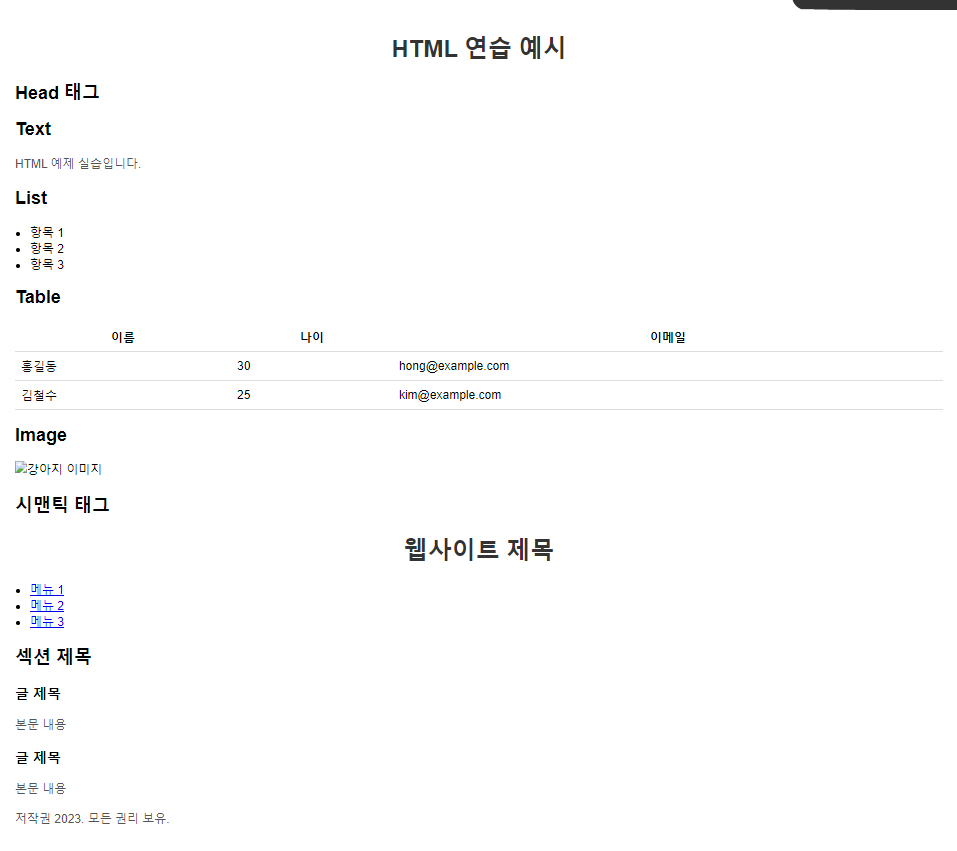 HTML 연습 예시
Head 태그
Text
HTML 예제 실습입니다.
List
항목 1
항목 2
항목 3
Table
이름 나이 이메일
홍길동 30 hong@example.com
김철수 25 kim@example.com
Image
강아지 이미지
시맨틱 태그
웹사이트 제목
메뉴 1
메뉴 2
메뉴 3
섹션 제목
글 제목
본문 내용
글 제목
본문 내용
저작권 2023. 모든 권리 보유.